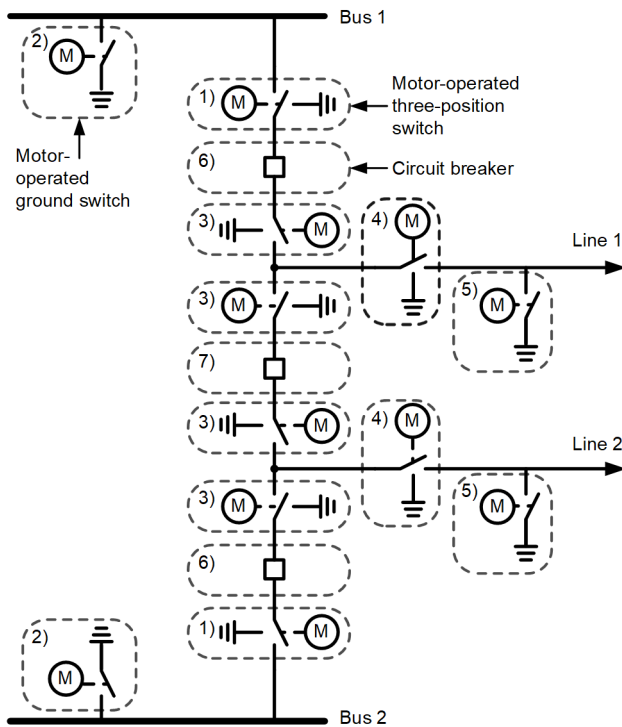 Bus 1
2)
M
Motor-
operated
ground switch
1)
M
Motor-operated
three-position
switch
6)
Circuit breaker
3)
M
4)
M
Line 1
3)
M
5)
M
7)
3)
M
4)
M
Line 2
3)
M
5)
M
6)
1)
M
2)
M
Bus 2